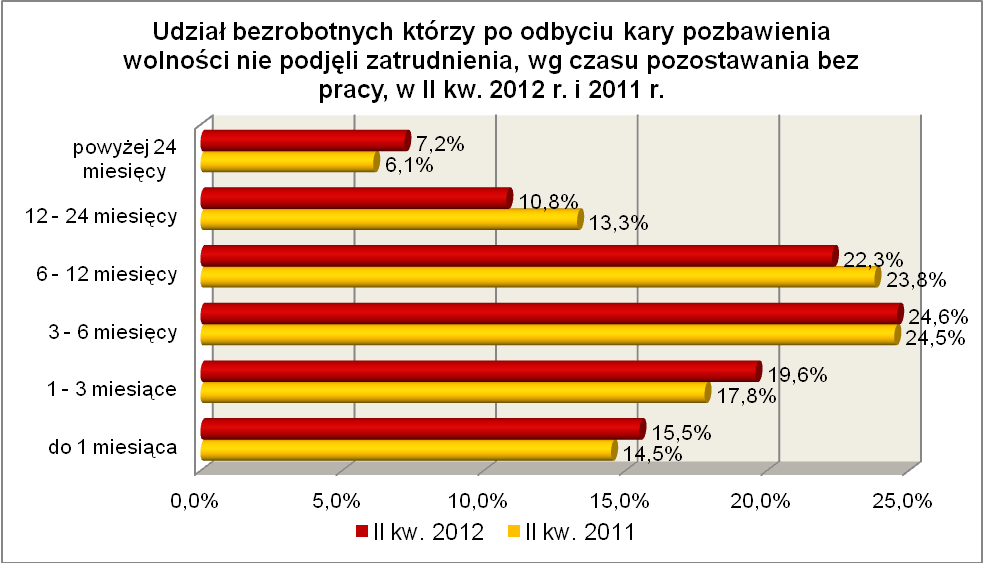 Udział bezrobotnych którzy po odbyciu kary pozbawienia
wolności nie podjęli zatrudnienia, wg czasu pozostawania bez
pracy, w II kw. 2012 r. i 2011 r.
powyżej 24
miesięcy
7,2%
6,1%
12 - 24 miesięcy
10,8%
13,3%
6 - 12 miesięcy
22,3%
23,8%
3 - 6 miesięcy
24,6%
24,5%
1 - 3 miesiące
19,6%
17,8%
do 1 miesiąca
15,5%
14,5%
0,0% 5,0% 10,0% 15,0% 20,0% 25,0%
II kw. 2012 II kw. 2011